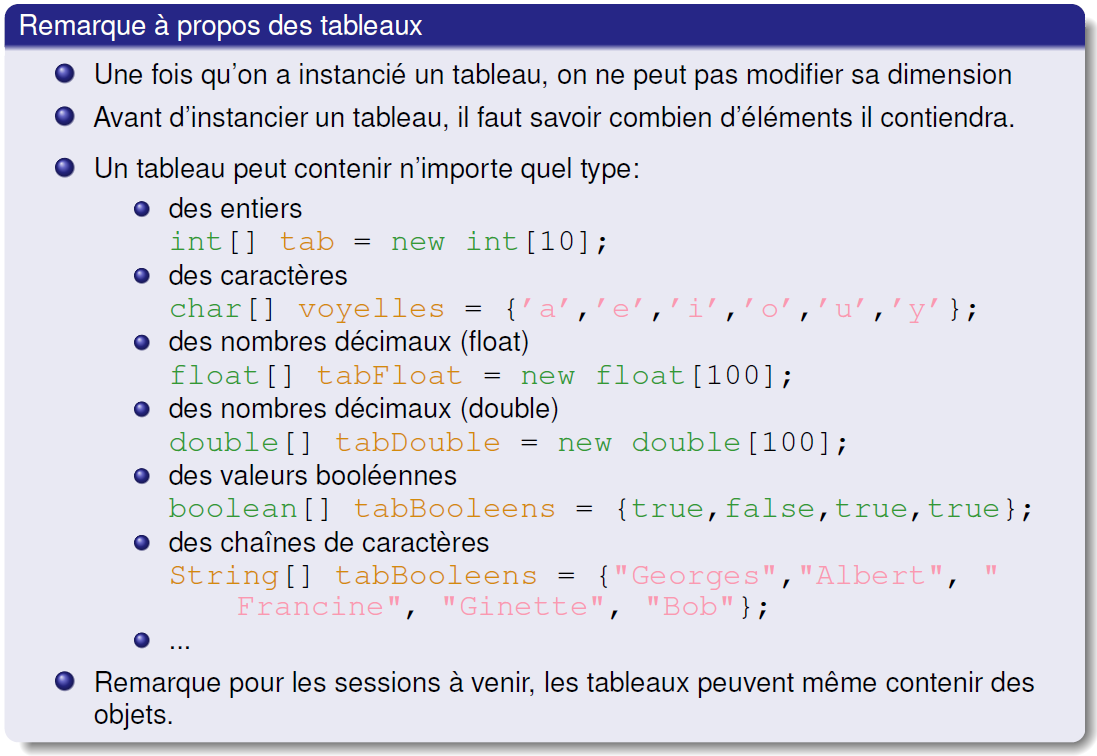 Remarque à propos des tableaux
Une fois qu’on a instancié un tableau, on ne peut pas modifier sa dimension
Avant d’instancier un tableau, il faut savoir combien d’éléments il contiendra.
Un tableau peut contenir n’importe quel type:
des entiers
int[] tab = new int[10];
des caractères
char[] voyelles = {’a’,’e’,’i’,’o’,’u’,’y’};
des nombres décimaux (float)
float[] tabFloat = new float[100];
des nombres décimaux (double)
double[] tabDouble = new double[100];
des valeurs booléennes
boolean[] tabBooleens = {true,false,true,true};
des chaînes de caractères
String[] tabBooleens = {"Georges","Albert", "
Francine", "Ginette", "Bob"};
...
Remarque pour les sessions à venir, les tableaux peuvent même contenir des
objets.